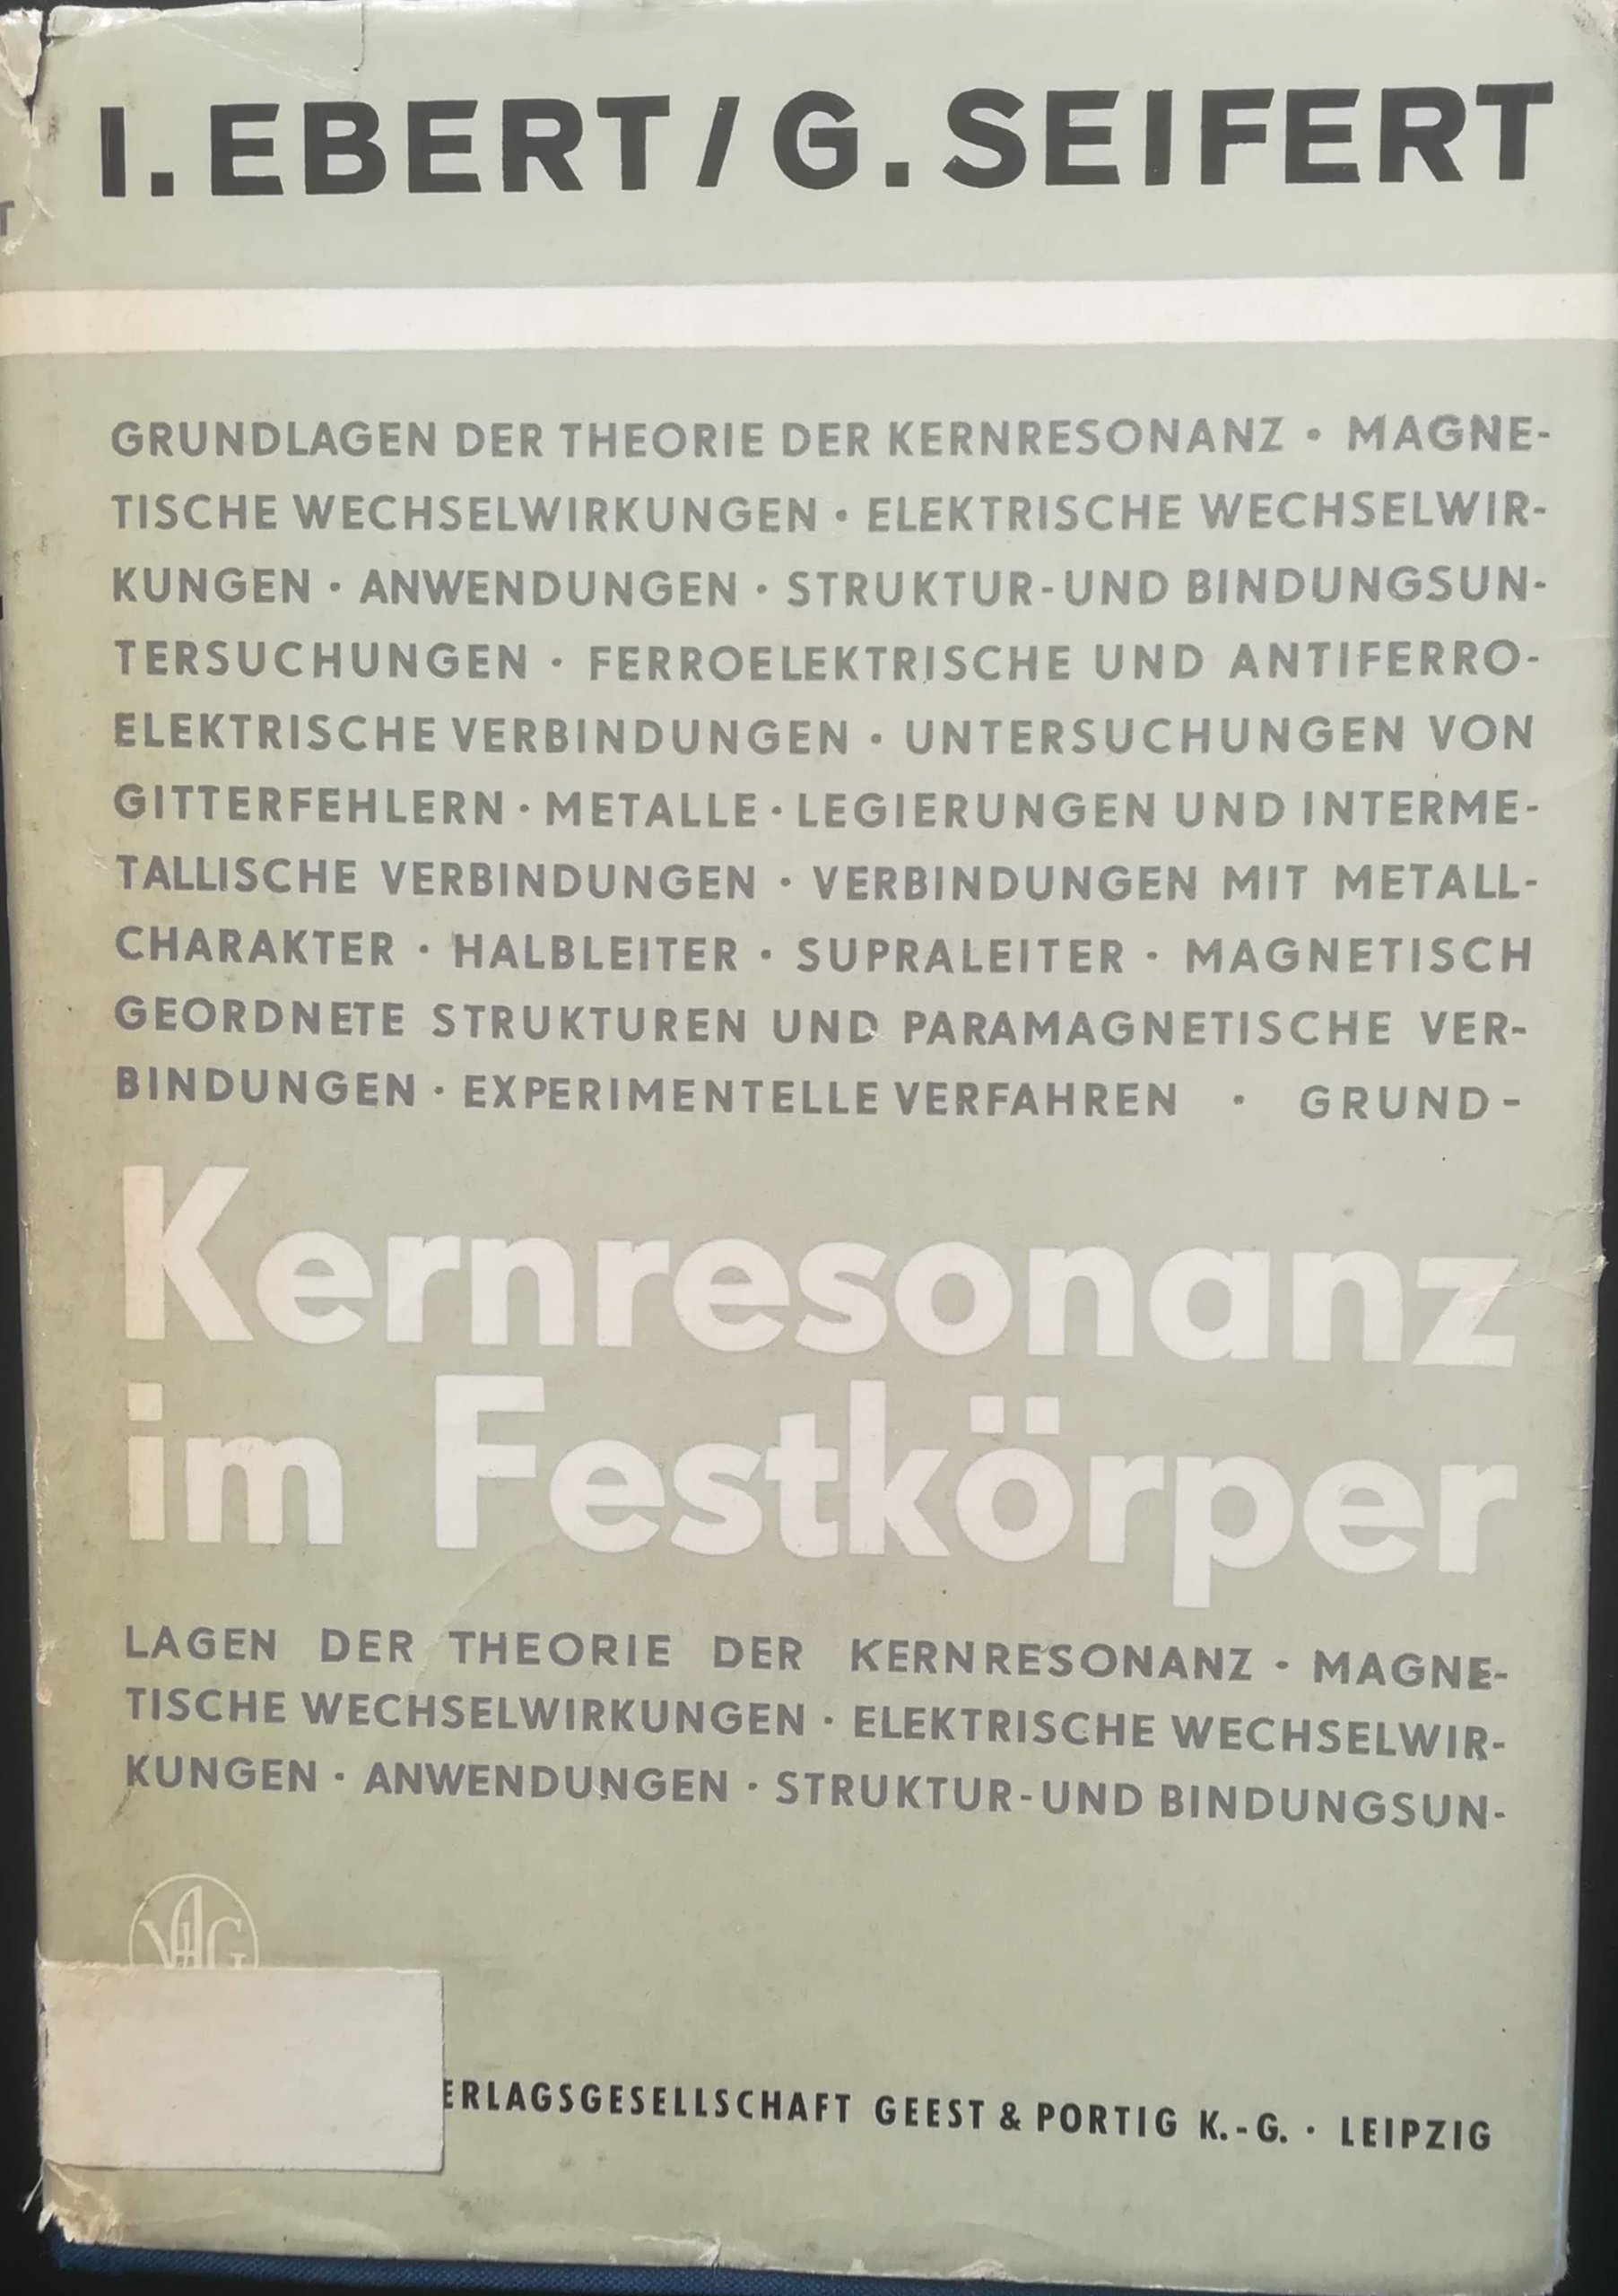 I. EBERT / G. SEIFERT
GRUNDLAGEN DER THEORIE DER KERNRESONANZ · MAGNE-
TISCHE WECHSELWIRKUNGEN · ELEKTRISCHE WECHSELWIR-
KUNGEN · ANWENDUNGEN · STRUKTUR-UND BINDUNGSUN-
TERSUCHUNGEN · FERROELEKTRISCHE UND ANTIFERRO-
ELEKTRISCHE VERBINDUNGEN · UNTERSUCHUNGEN VON
GITTERFEHLERN · METALLE · LEGIERUNGEN UND INTERME-
TALLISCHE VERBINDUNGEN · VERBINDUNGEN MIT METALL-
CHARAKTER · HALBLEITER · SUPRALEITER · MAGNETISCH
GEORDNETE STRUKTUREN UND PARAMAGNETISCHE VER-
BINDUNGEN · EXPERIMENTELLE VERFAHREN · GRUND-
Kernresonanz
im Festkörper
LAGEN DER THEORIE DER KERNRESONANZ · MAGNE-
TISCHE WECHSELWIRKUNGEN · ELEKTRISCHE WECHSELWIR-
KUNGEN · ANWENDUNGEN · STRUKTUR-UND BINDUNGSUN-
ERLAGSGESELLSCHAFT GEEST & PORTIG K.-G. · LEIPZIG